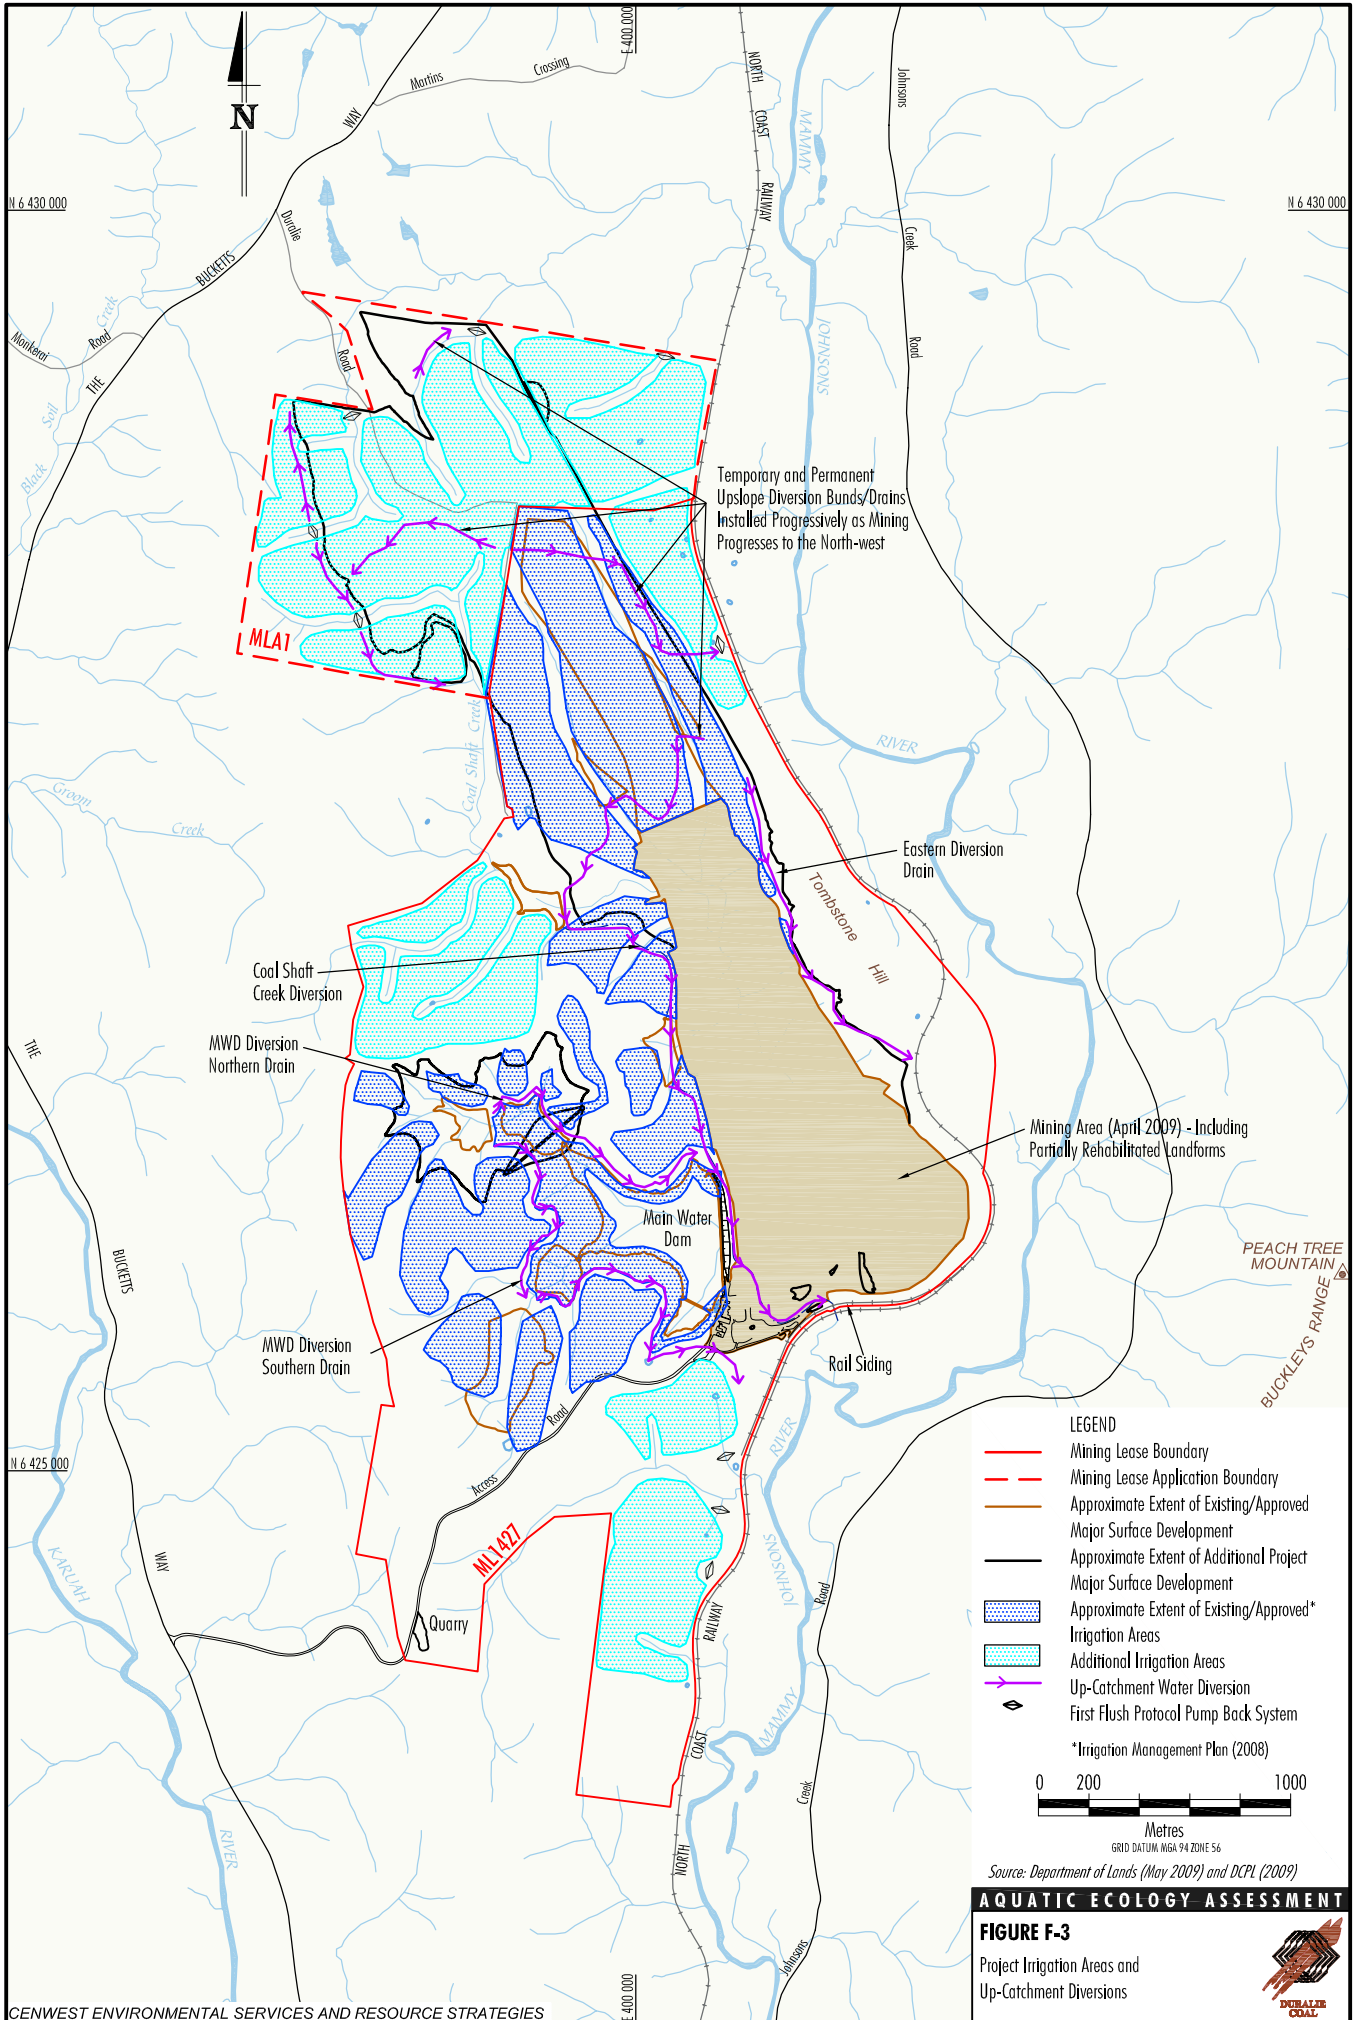 E 400 000
NORTH
COAST
RAILWAY
Johnsons
Martins
Crossing
WAY
MAMMY
N
N 6 430 000
N 6 430 000
Duralie
BUCKETTS
Creek
Road
Creek
Monkerai
Road
Road
JOHNSONS
THE
Soil
Black
Temporary and Permanent
Upslope Diversion Bunds/Drains
Installed Progressively as Mining
Progresses to the North-west
MLA1
Coal Shaft Creek
RIVER
Groom
Creek
Eastern Diversion
Drain
Tombstone
Hill
Coal Shaft
Creek Diversion
MWD Diversion
Northern Drain
THE
Mining Area (April 2009) - Including
Partially Rehabilitated Landforms
Main Water
Dam
BUCKETTS
PEACH TREE
MOUNTAIN
BUCKLEYS RANGE
MWD Diversion
Southern Drain
Rail Siding
Road
RIVER
Access
N 6 425 000
ML1427
KARUAH
WAY
SNOSNHOJ
Road
RAILWAY
Quarry
MAMMY
COAST
Creek
RIVER
NORTH
Johnsons
E 400 000
LEGEND
Mining Lease Boundary
Mining Lease Application Boundary
Approximate Extent of Existing/Approved
Major Surface Development
Approximate Extent of Additional Project
Major Surface Development
Approximate Extent of Existing/Approved*
Irrigation Areas
Additional Irrigation Areas
Up-Catchment Water Diversion
First Flush Protocol Pump Back System
*Irrigation Management Plan (2008)
0 200 1000
Metres
GRID DATUM MGA 94 ZONE 56
Source: Department of Lands (May 2009) and DCPL (2009)
AQUATIC ECOLOGY ASSESSMENT
FIGURE F-3
Project Irrigation Areas and
Up-Catchment Diversions
DURALIE
COAL
CENWEST ENVIRONMENTAL SERVICES AND RESOURCE STRATEGIES